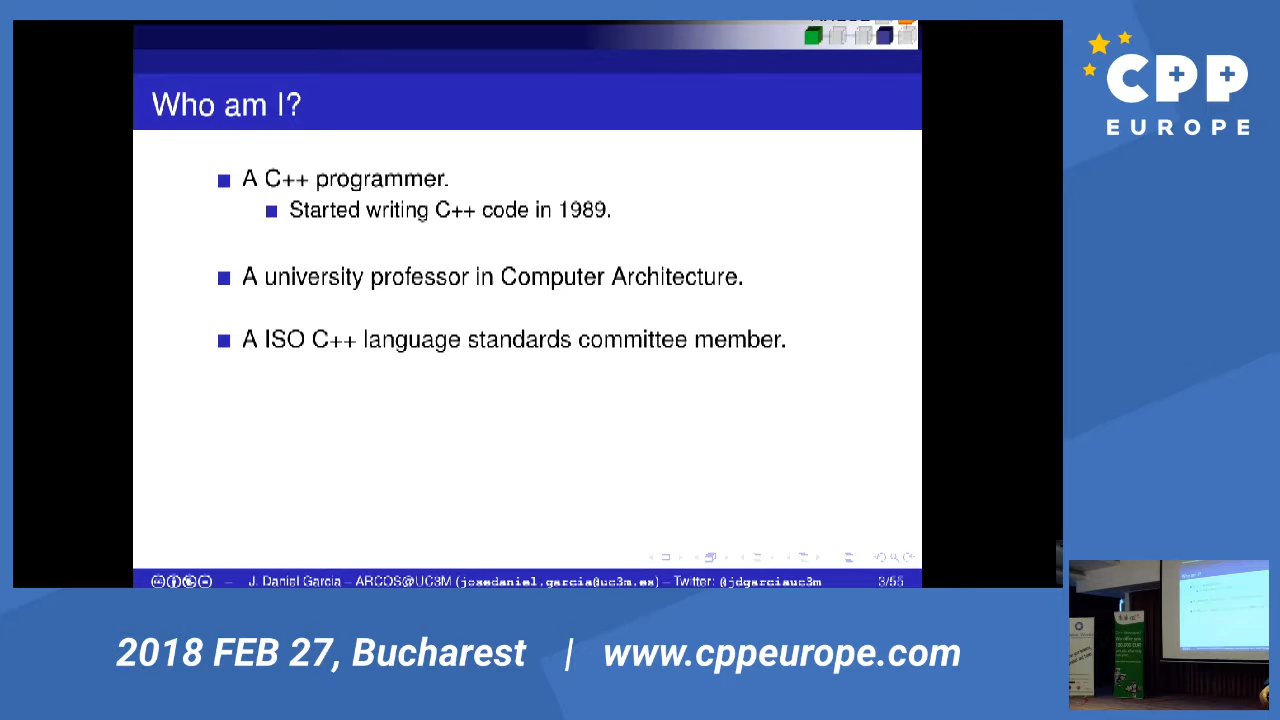 Who am I?
A C++ programmer.
Started writing C++ code in 1989.
A university professor in Computer Architecture.
A ISO C++ language standards committee member.
J. Daniel Garcia – ARCOS@UC3M (josedaniel.garcia@uc3m.es) – Twitter: @jdgarciauc3m
3/55
CPP
EUROPE
2018 FEB 27, Bucharest | www.cppeurope.com